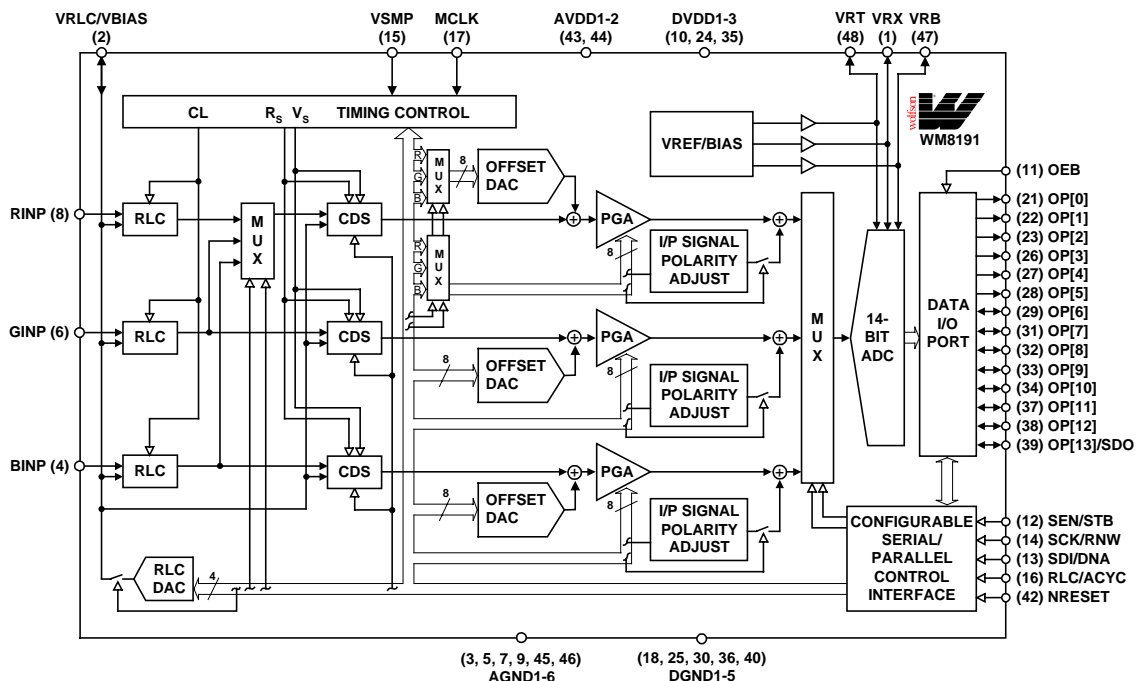 VRLC/VBIAS
(2)
VSMP
(15)
MCLK
(17)
AVDD1-2
(43, 44)
DVDD1-3
(10, 24, 35)
VRT
(48)
VRX
(1)
VRB
(47)
CL
RS
VS
TIMING CONTROL
wolfson
WM8191
VREF/BIAS
R
G
B
MUX
8
OFFSET
DAC
(11) OEB
RINP (8)
RLC
MUX
CDS
+
PGA
+
R
G
B
MUX
8
I/P SIGNAL
POLARITY
ADJUST
(21) OP[0]
(22) OP[1]
(23) OP[2]
(26) OP[3]
(27) OP[4]
(28) OP[5]
(29) OP[6]
(31) OP[7]
(32) OP[8]
(33) OP[9]
(34) OP[10]
(37) OP[11]
(38) OP[12]
(39) OP[13]/SDO
MUX
14-
BIT
ADC
DATA
I/O
PORT
GINP (6)
RLC
CDS
+
PGA
+
8
OFFSET
DAC
8
I/P SIGNAL
POLARITY
ADJUST
BINP (4)
RLC
CDS
+
PGA
+
8
OFFSET
DAC
8
I/P SIGNAL
POLARITY
ADJUST
RLC
DAC
4
CONFIGURABLE
SERIAL/
PARALLEL
CONTROL
INTERFACE
(12) SEN/STB
(14) SCK/RNW
(13) SDI/DNA
(16) RLC/ACYC
(42) NRESET
(3, 5, 7, 9, 45, 46)
AGND1-6
(18, 25, 30, 36, 40)
DGND1-5